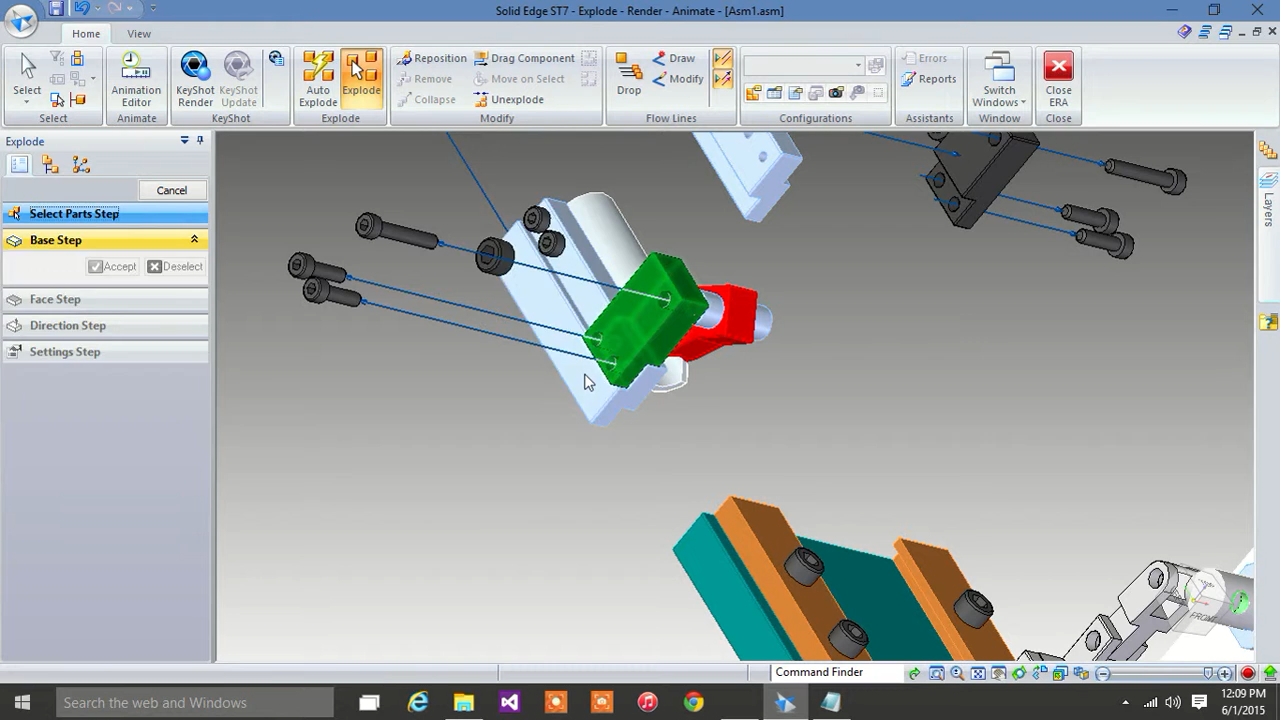 Solid Edge ST7 - Explode - Render - Animate - [Asm1.asm]
Home View
Select
Select
Animation Editor
Animate
KeyShot Render
KeyShot Update
KeyShot
Auto Explode
Explode
Explode
Reposition
Remove
Collapse
Drag Component
Move on Select
Unexplode
Modify
Drop
Draw
Modify
Flow Lines
Configurations
Errors
Reports
Assistants
Switch Windows
Window
Close ERA
Close
Explode
Cancel
Select Parts Step
Base Step
Accept Deselect
Face Step
Direction Step
Settings Step
Layers
FRONT
Command Finder
Search the web and Windows
12:09 PM
6/1/2015